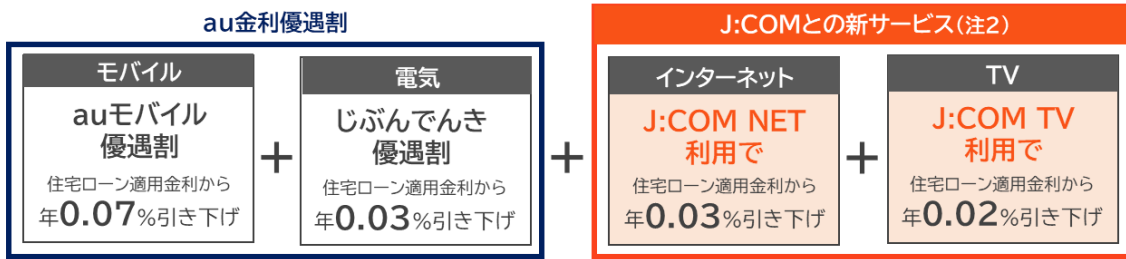 au金利優遇割
モバイル
auモバイル
優遇割
住宅ローン適用金利から
年0.07%引き下げ
+
電気
じぶんでんき
優遇割
住宅ローン適用金利から
年0.03%引き下げ
+
J:COMとの新サービス(注2)
インターネット
J:COM NET
利用で
住宅ローン適用金利から
年0.03%引き下げ
+
TV
J:COM TV
利用で
住宅ローン適用金利から
年0.02%引き下げ